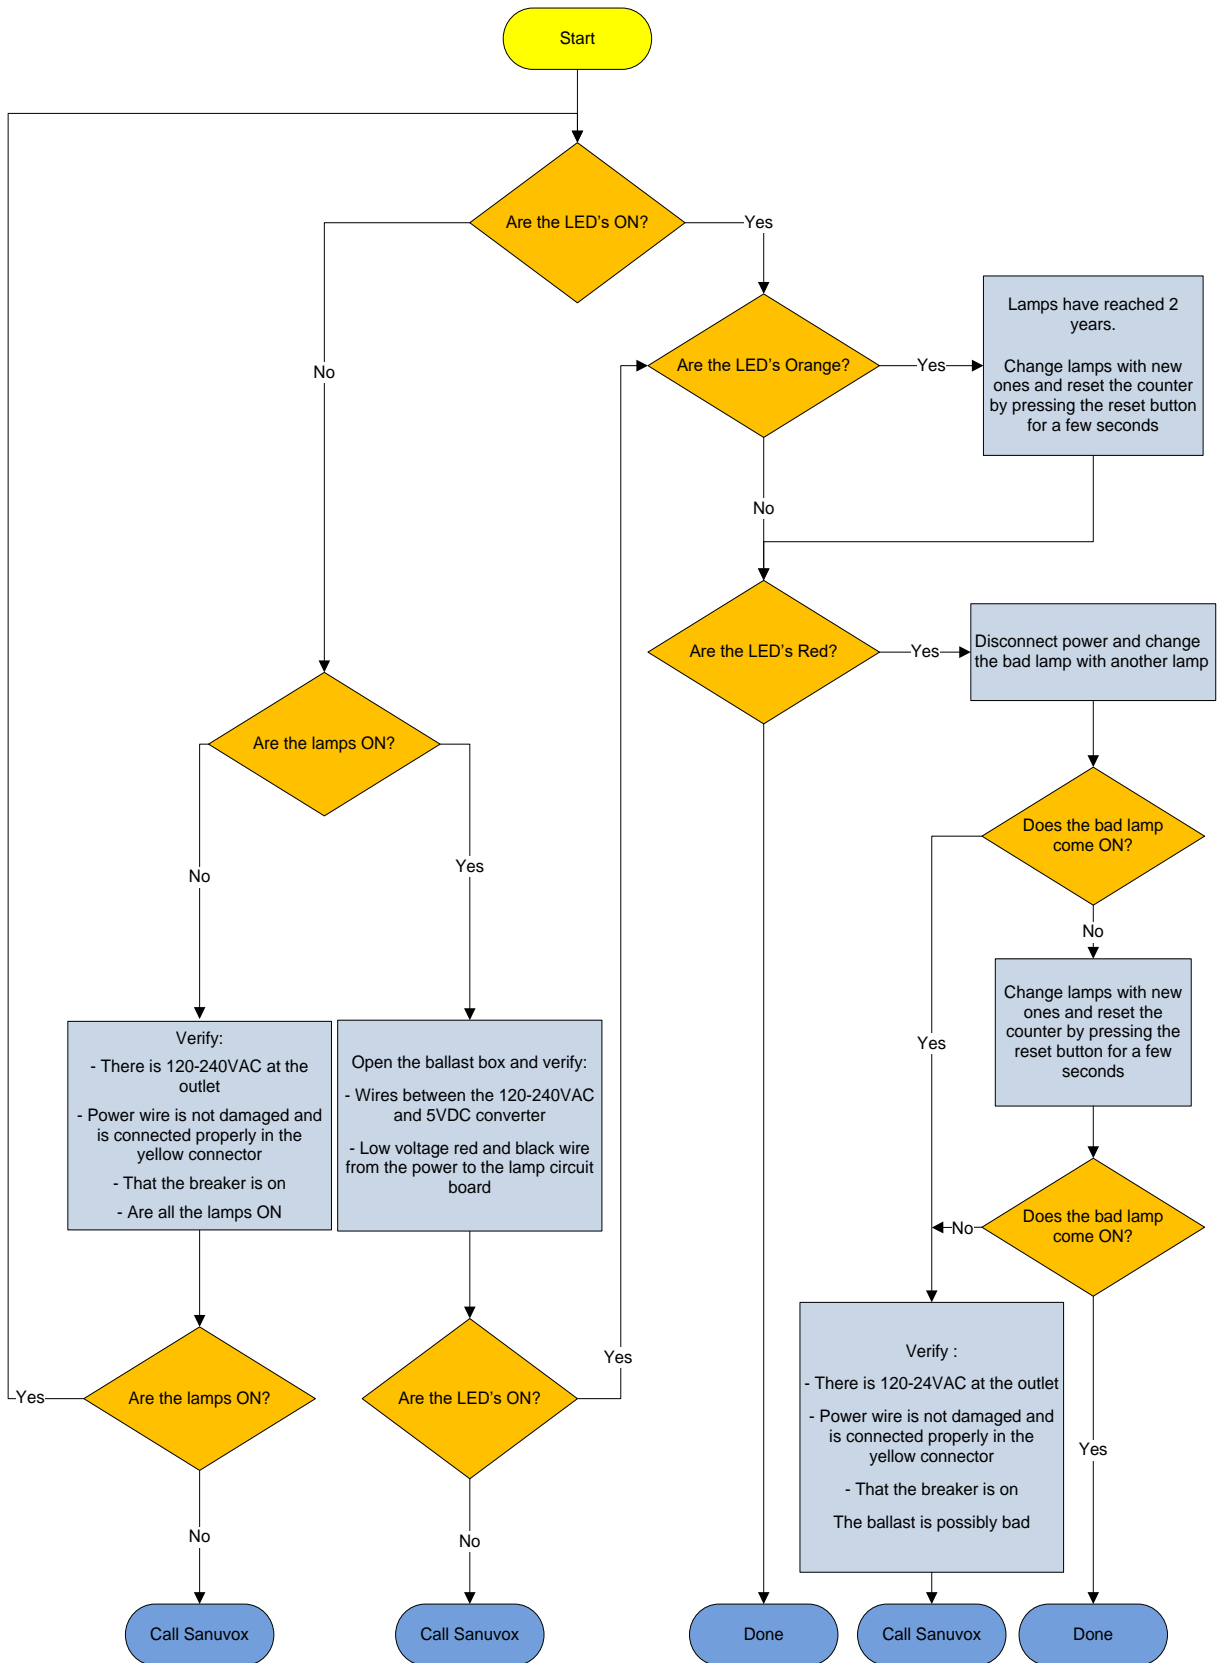 Start
Are the LED's ON?
Yes
No
Are the LED's Orange?
Yes
Lamps have reached 2
years.
Change lamps with new
ones and reset the counter
by pressing the reset button
for a few seconds
No
Are the LED's Red?
Yes
Disconnect power and change
the bad lamp with another lamp
Are the lamps ON?
No
Yes
Does the bad lamp
come ON?
No
Yes
Change lamps with new
ones and reset the
counter by pressing the
reset button for a few
seconds
Verify:
- There is 120-240VAC at the
outlet
- Power wire is not damaged and
is connected properly in the
yellow connector
- That the breaker is on
- Are all the lamps ON
Open the ballast box and verify:
- Wires between the 120-240VAC
and 5VDC converter
- Low voltage red and black wire
from the power to the lamp circuit
board
Does the bad lamp
come ON?
No
Yes
Verify :
- There is 120-24VAC at the outlet
- Power wire is not damaged and
is connected properly in the
yellow connector
- That the breaker is on
The ballast is possibly bad
Are the lamps ON?
Yes
No
Are the LED's ON?
Yes
No
Call Sanuvox
Call Sanuvox
Done
Call Sanuvox
Done